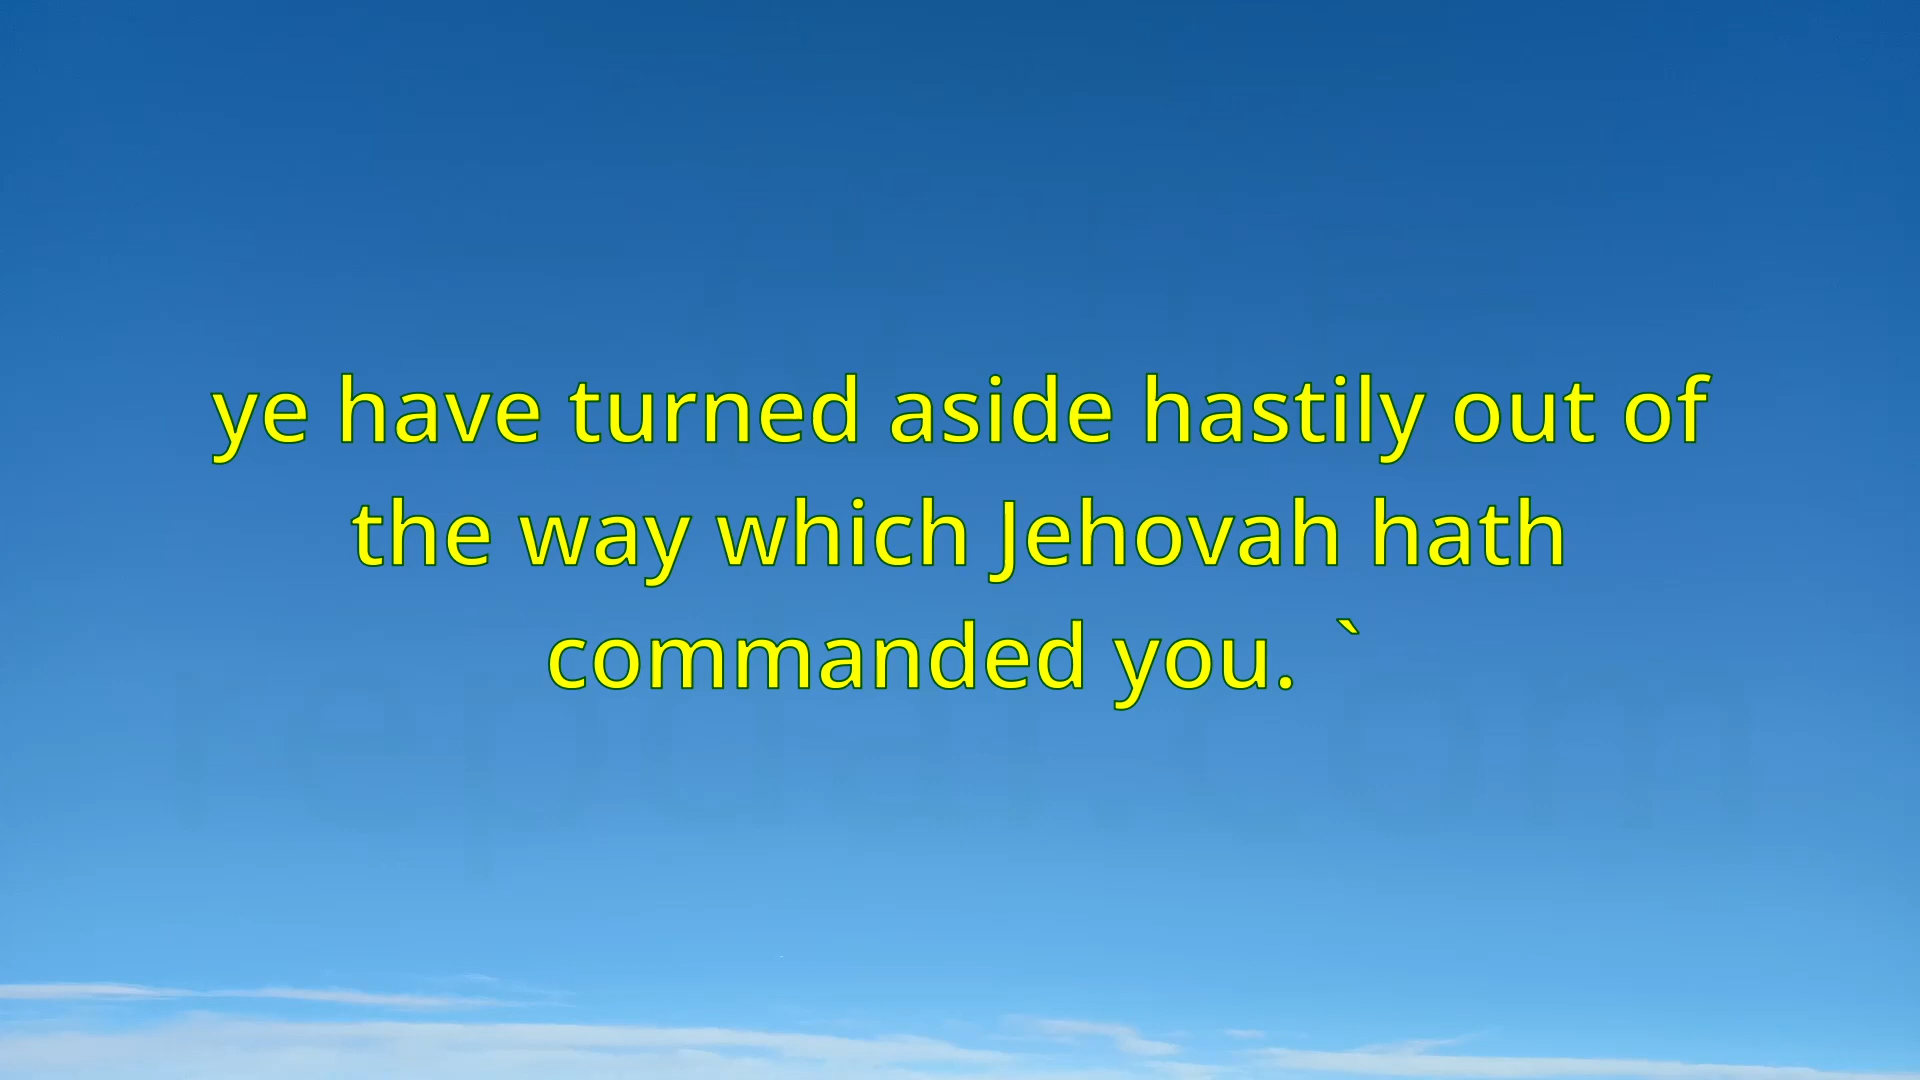 ye have turned aside hastily out of
the way which Jehovah hath
commanded you. `